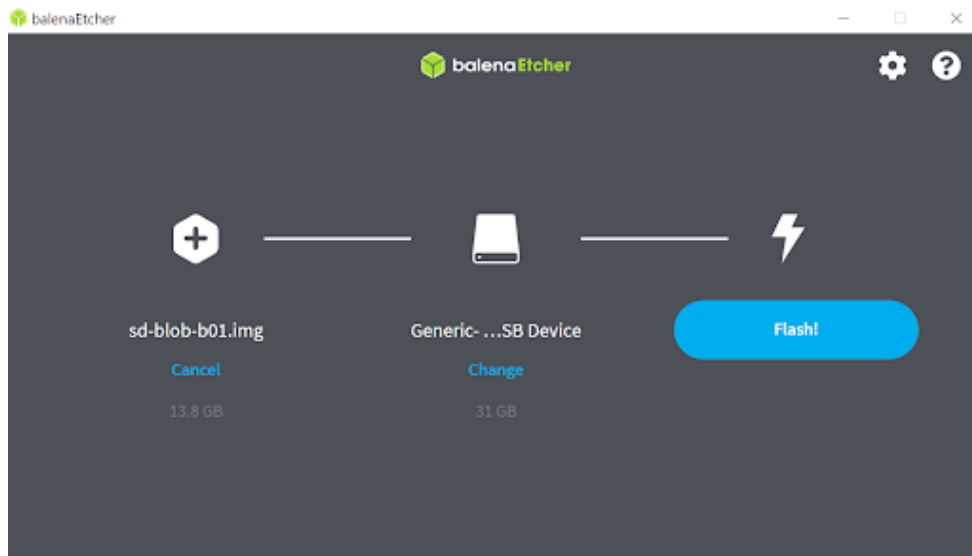 balenaEtcher
balenaEtcher
sd-blob-b01.img
Generic- ...SB Device
Flash!
Cancel
Change
13.8 GB
31 GB